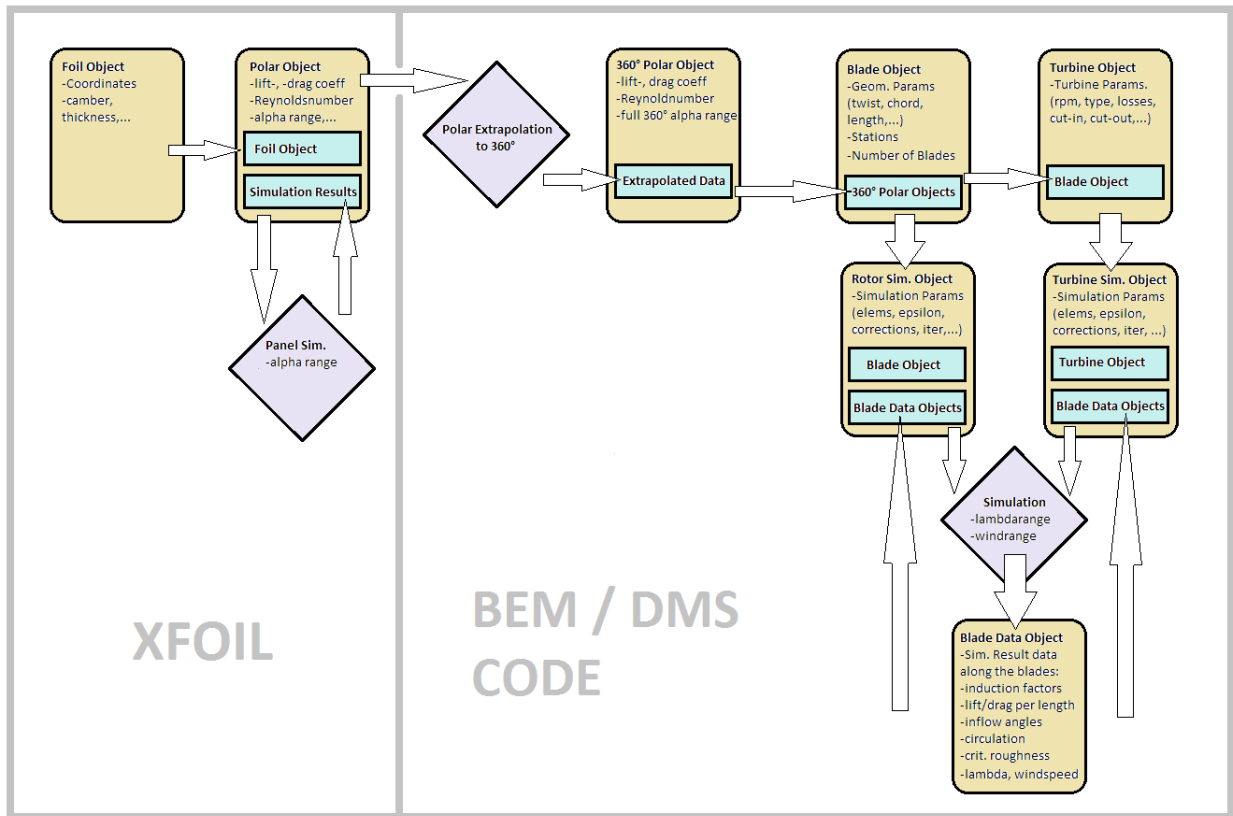 Foil Object
-Coordinates
-camber,
thickness,...
Polar Object
-lift-, -drag coeff
-Reynoldsnumber
-alpha range,...
Foil Object
Simulation Results
Panel Sim.
-alpha range
XFOIL
Polar Extrapolation
to 360°
360° Polar Object
-lift-, drag coeff
-Reynoldnumber
-full 360° alpha range
Extrapolated Data
Blade Object
-Geom. Params
(twist, chord,
length,...)
-Stations
-Number of Blades
360° Polar Objects
Turbine Object
-Turbine Params.
(rpm, type, losses,
cut-in, cut-out,...)
Blade Object
Rotor Sim. Object
-Simulation Params
(elems, epsilon,
corrections, iter,...)
Blade Object
Blade Data Objects
Turbine Sim. Object
-Simulation Params
(elems, epsilon,
corrections, iter, ...)
Turbine Object
Blade Data Objects
Simulation
-lambdarange
-windrange
BEM / DMS
CODE
Blade Data Object
-Sim. Result data
along the blades:
-induction factors
-lift/drag per length
-inflow angles
-circulation
-crit. roughness
-lambda, windspeed